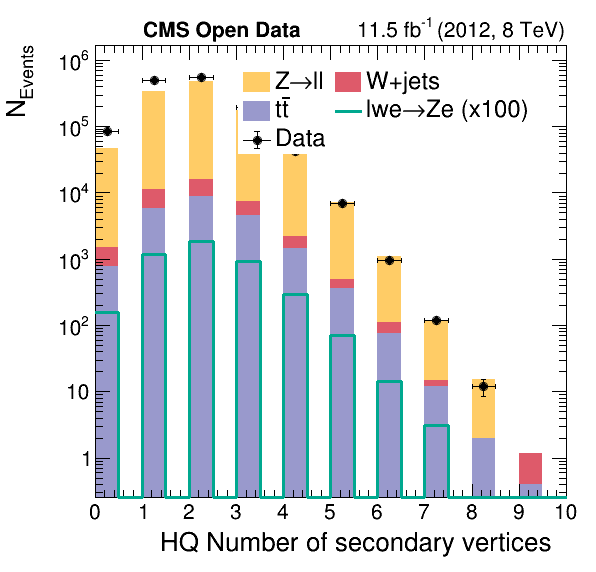 CMS Open Data 11.5 fb⁻¹ (2012, 8 TeV)
N_Events
Z→ll W+jets
tt̄ lwe→Ze (x100)
Data
10⁶
10⁵
10⁴
10³
10²
10
1
0 1 2 3 4 5 6 7 8 9 10
HQ Number of secondary vertices